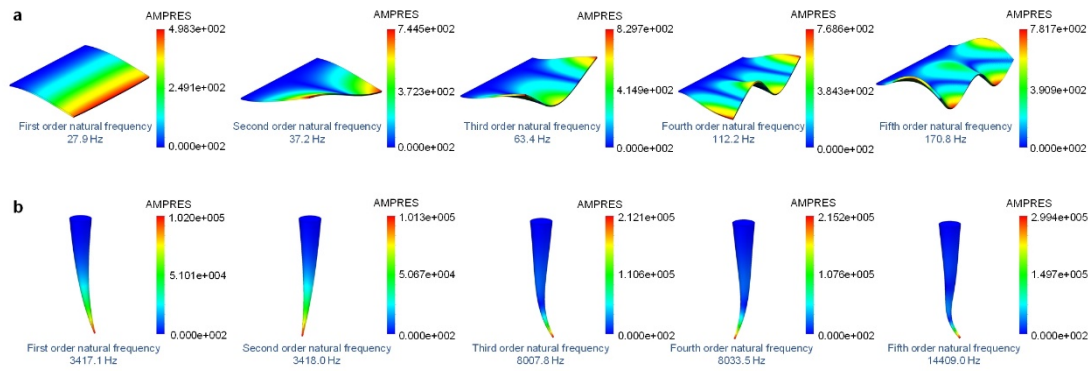 a
AMPRES
4.983e+002
2.491e+002
0.000e+002
First order natural frequency
27.9 Hz
AMPRES
7.445e+002
3.723e+002
0.000e+002
Second order natural frequency
37.2 Hz
AMPRES
8.297e+002
4.149e+002
0.000e+002
Third order natural frequency
63.4 Hz
AMPRES
7.686e+002
3.843e+002
0.000e+002
Fourth order natural frequency
112.2 Hz
AMPRES
7.817e+002
3.909e+002
0.000e+002
Fifth order natural frequency
170.8 Hz
b
AMPRES
1.020e+005
5.101e+004
0.000e+002
First order natural frequency
3417.1 Hz
AMPRES
1.013e+005
5.067e+004
0.000e+002
Second order natural frequency
3418.0 Hz
AMPRES
2.121e+005
1.106e+005
0.000e+002
Third order natural frequency
8007.8 Hz
AMPRES
2.152e+005
1.076e+005
0.000e+002
Fourth order natural frequency
8033.5 Hz
AMPRES
2.994e+005
1.497e+005
0.000e+002
Fifth order natural frequency
14409.0 Hz